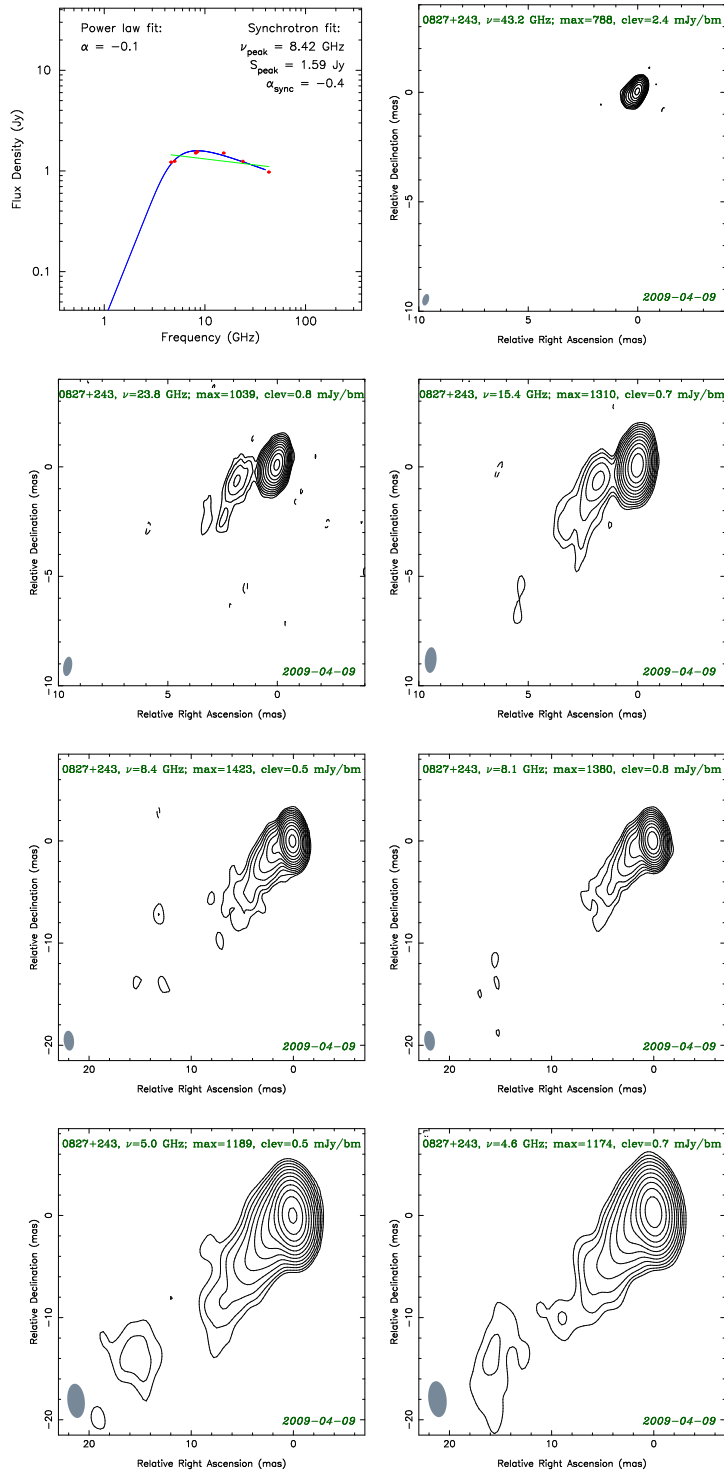 Power law fit:
α = −0.1
Synchrotron fit:
νpeak = 8.42 GHz
Speak = 1.59 Jy
αsync = −0.4
Flux Density (Jy)
10
1
0.1
1
10
100
Frequency (GHz)
0827+243, ν=43.2 GHz; max=788, clev=2.4 mJy/bm
Relative Declination (mas)
0
−5
−10
10
5
0
2009-04-09
Relative Right Ascension (mas)
0827+243, ν=23.8 GHz; max=1039, clev=0.8 mJy/bm
Relative Declination (mas)
0
−5
−10
10
5
0
2009-04-09
Relative Right Ascension (mas)
0827+243, ν=15.4 GHz; max=1310, clev=0.7 mJy/bm
Relative Declination (mas)
0
−5
−10
10
5
0
2009-04-09
Relative Right Ascension (mas)
0827+243, ν=8.4 GHz; max=1423, clev=0.5 mJy/bm
Relative Declination (mas)
0
−10
−20
20
10
0
2009-04-09
Relative Right Ascension (mas)
0827+243, ν=8.1 GHz; max=1380, clev=0.8 mJy/bm
Relative Declination (mas)
0
−10
−20
20
10
0
2009-04-09
Relative Right Ascension (mas)
0827+243, ν=5.0 GHz; max=1189, clev=0.5 mJy/bm
Relative Declination (mas)
0
−10
−20
20
10
0
2009-04-09
Relative Right Ascension (mas)
0827+243, ν=4.6 GHz; max=1174, clev=0.7 mJy/bm
Relative Declination (mas)
0
−10
−20
20
10
0
2009-04-09
Relative Right Ascension (mas)